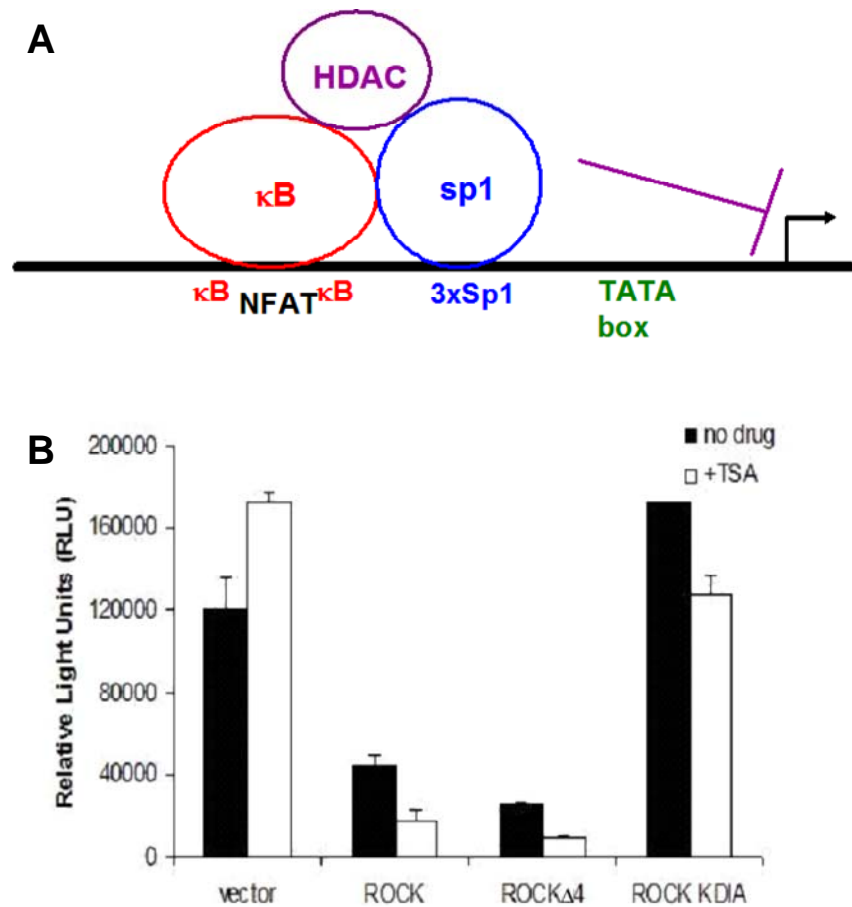 A
HDAC
κB
sp1
κB NFAT κB
3xSp1
TATA
box
B
200000
160000
120000
80000
40000
0
Relative Light Units (RLU)
no drug
+TSA
vector
ROCK
ROCKΔ4
ROCK KDIA